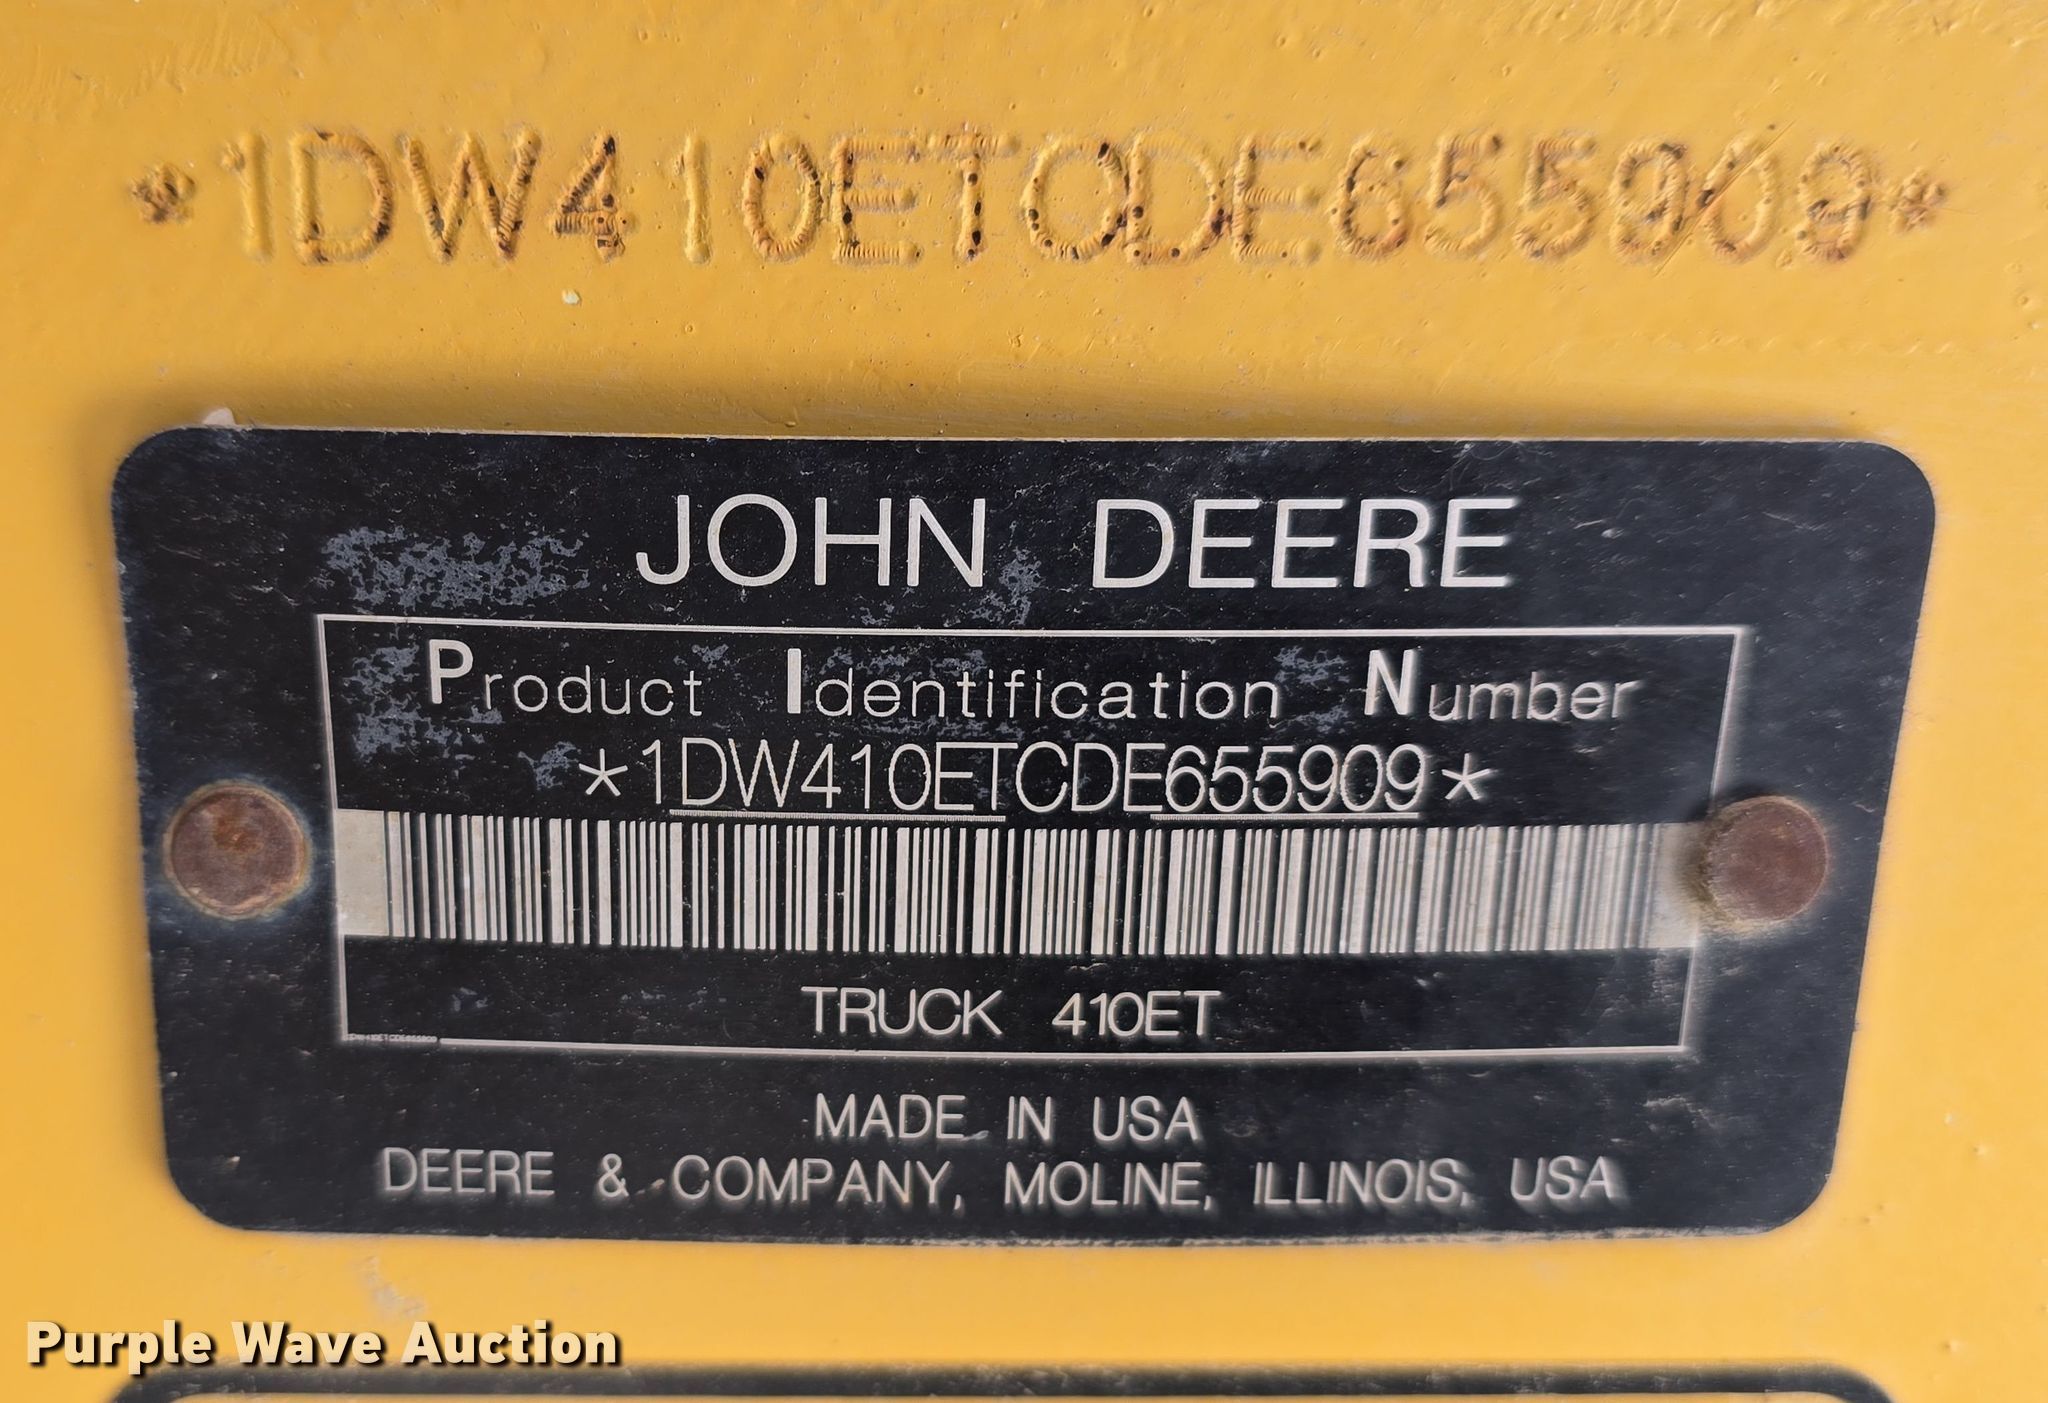 *1DW410ETCDE655909*
JOHN DEERE
Product Identification Number
*1DW410ETCDE655909*
TRUCK 410ET
1DW410ETCDE655909
MADE IN USA
DEERE & COMPANY, MOLINE, ILLINOIS, USA
Purple Wave Auction